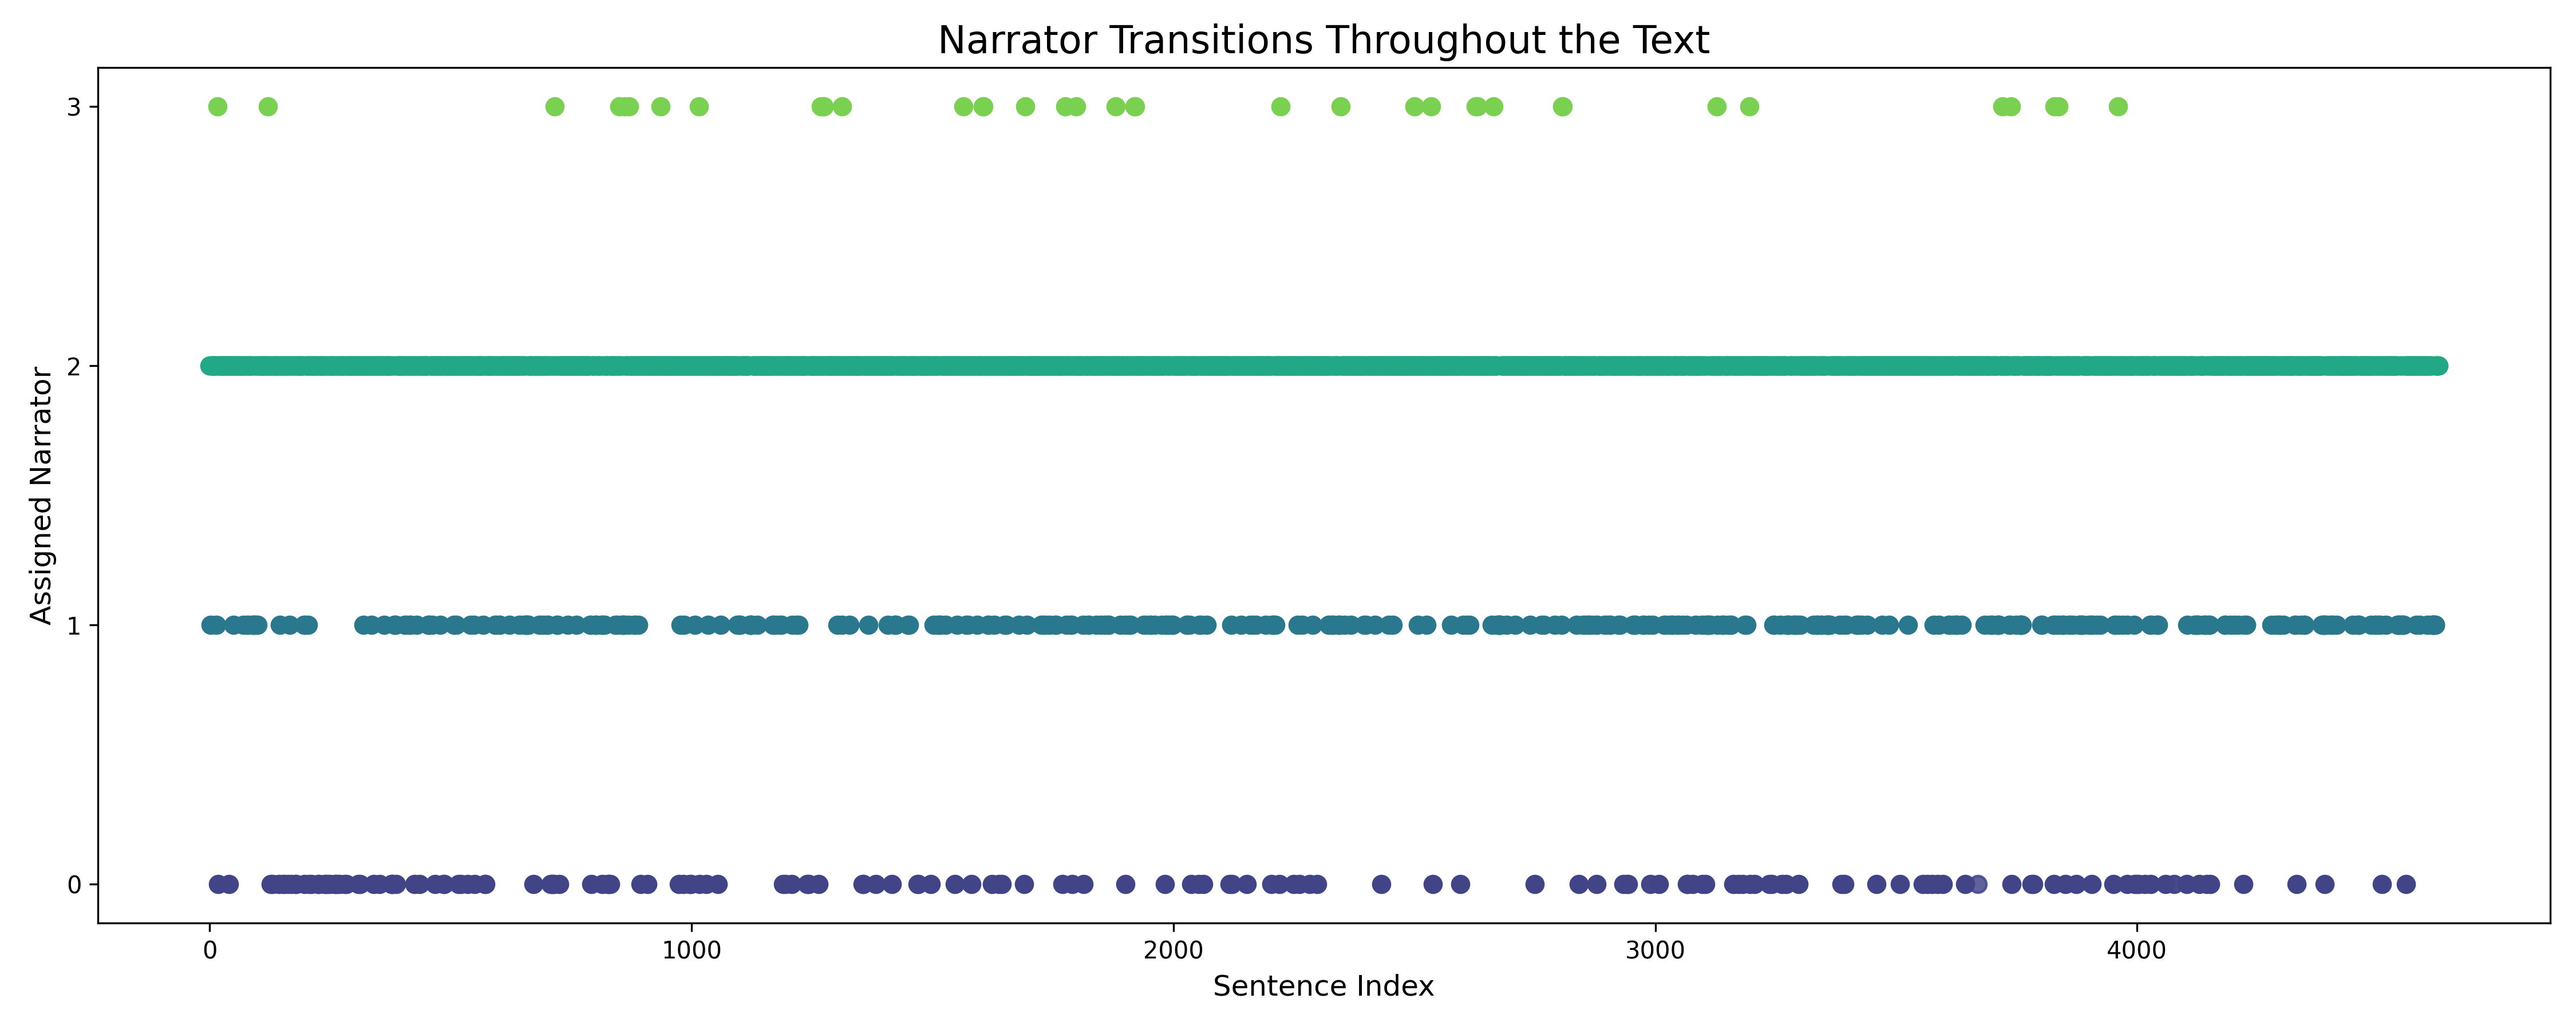 Narrator Transitions Throughout the Text
3
2
1
0
Assigned Narrator
0 1000 2000 3000 4000
Sentence Index